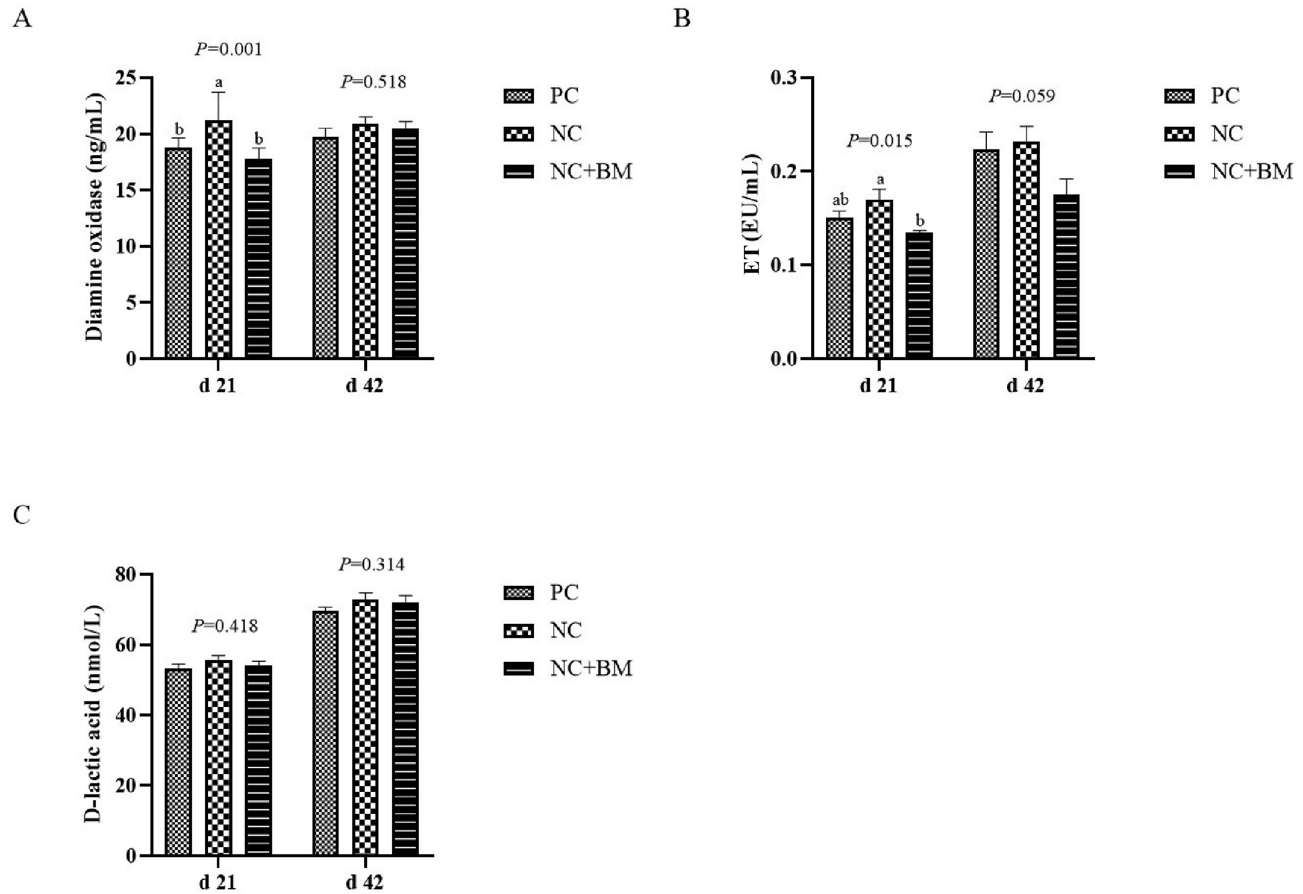 A
P=0.001
P=0.518
a
b
b
25
20
15
10
5
0
Diamine oxidase (ng/mL)
d 21
d 42
PC
NC
NC+BM
B
P=0.015
P=0.059
ab
a
b
0.3
0.2
0.1
0.0
ET (EU/mL)
d 21
d 42
PC
NC
NC+BM
C
P=0.418
P=0.314
80
60
40
20
0
D-lactic acid (nmol/L)
d 21
d 42
PC
NC
NC+BM